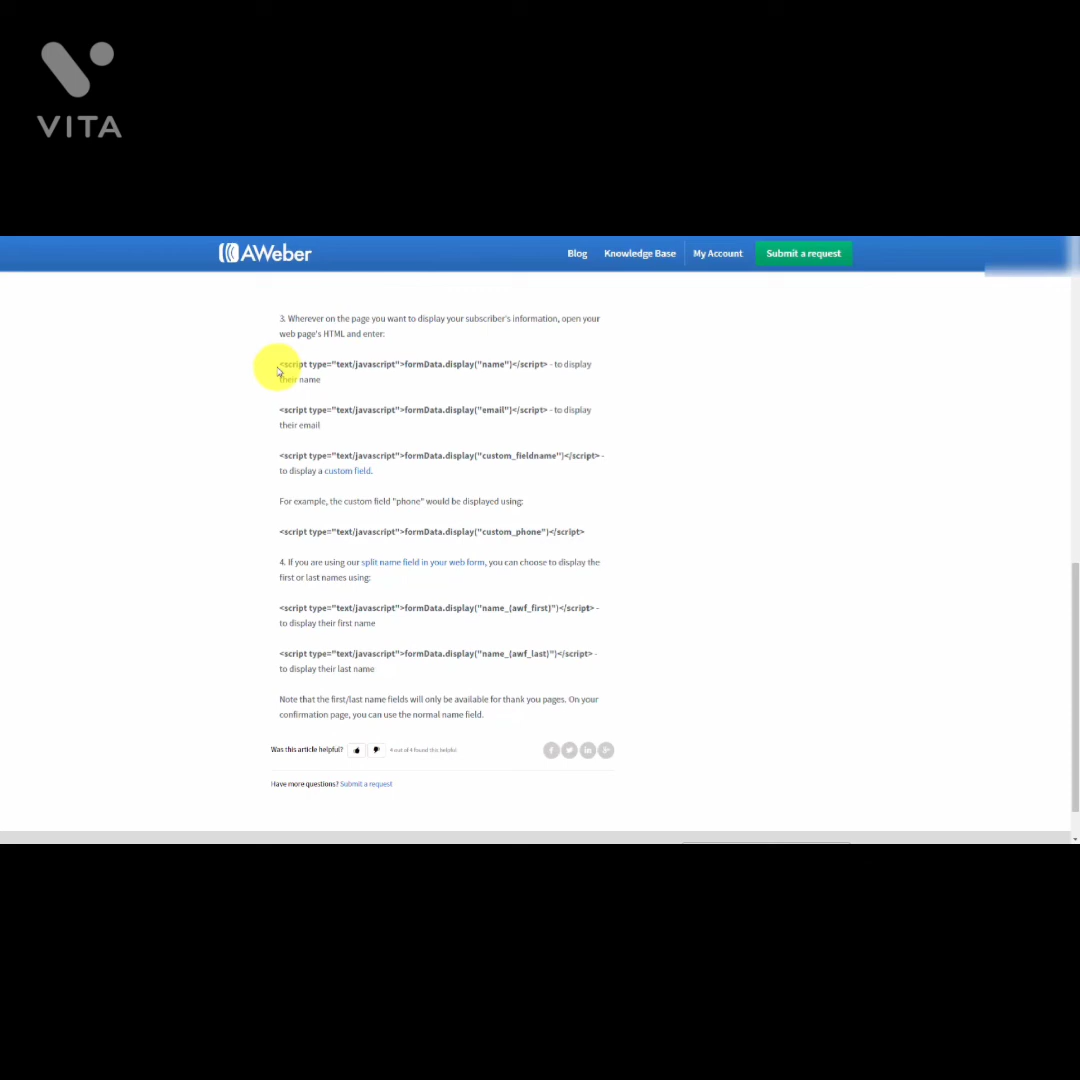 VITA
AWeber
Blog Knowledge Base My Account Submit a request
3. Wherever on the page you want to display your subscriber's information, open your
web page's HTML and enter:
<script type="text/javascript">formData.display("name")</script> - to display
their name
<script type="text/javascript">formData.display("email")</script> - to display
their email
<script type="text/javascript">formData.display("custom_fieldname")</script> -
to display a custom field.
For example, the custom field "phone" would be displayed using:
<script type="text/javascript">formData.display("custom_phone")</script>
4. If you are using our split name field in your web form, you can choose to display the
first or last names using:
<script type="text/javascript">formData.display("name_(awf_first)")</script> -
to display their first name
<script type="text/javascript">formData.display("name_(awf_last)")</script> -
to display their last name
Note that the first/last name fields will only be available for thank you pages. On your
confirmation page, you can use the normal name field.
Was this article helpful? 4 out of 4 found this helpful
Have more questions? Submit a request